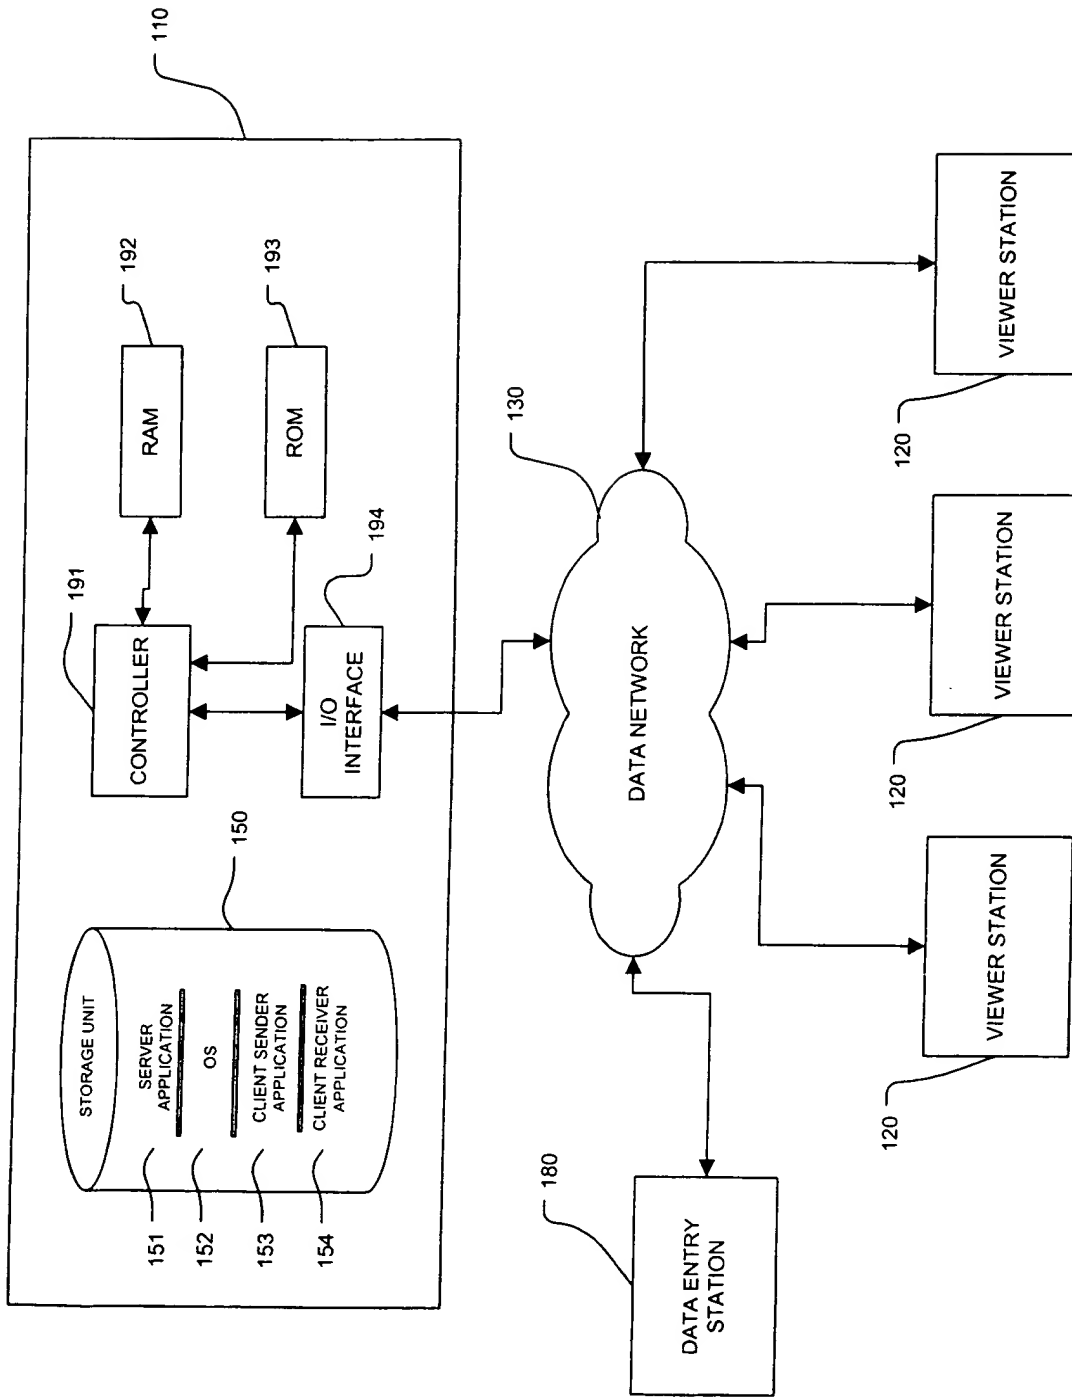 110
STORAGE UNIT
SERVER
APPLICATION
OS
CLIENT SENDER
APPLICATION
CLIENT RECEIVER
APPLICATION
151
152
153
154
150
191
CONTROLLER
192
RAM
193
ROM
194
I/O
INTERFACE
130
DATA NETWORK
180
DATA ENTRY
STATION
VIEWER STATION
120
VIEWER STATION
120
VIEWER STATION
120